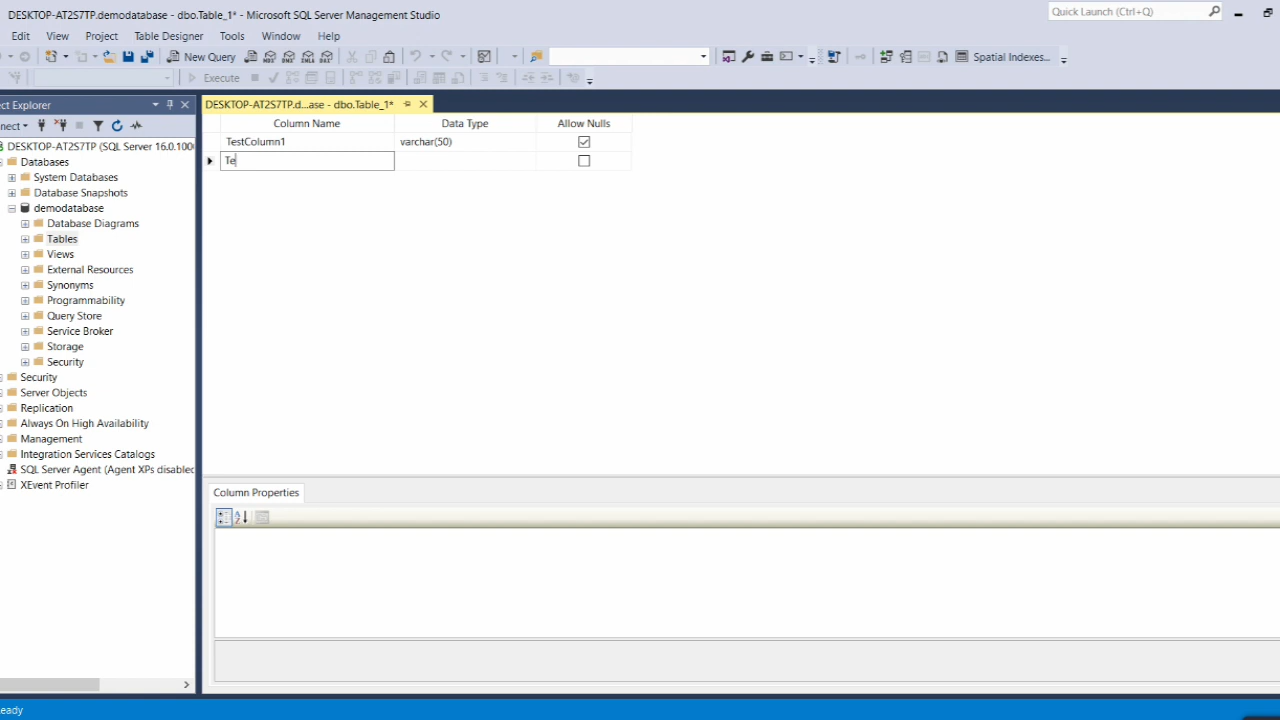 DESKTOP-AT2S7TP.demodatabase - dbo.Table_1* - Microsoft SQL Server Management Studio
Quick Launch (Ctrl+Q)
Edit View Project Table Designer Tools Window Help
New Query
Spatial Indexes...
Execute
ect Explorer
DESKTOP-AT2S7TP.d...ase - dbo.Table_1*
nect
Column Name Data Type Allow Nulls
TestColumn1 varchar(50)
Te
DESKTOP-AT2S7TP (SQL Server 16.0.100
Databases
System Databases
Database Snapshots
demodatabase
Database Diagrams
Tables
Views
External Resources
Synonyms
Programmability
Query Store
Service Broker
Storage
Security
Security
Server Objects
Replication
Always On High Availability
Management
Integration Services Catalogs
SQL Server Agent (Agent XPs disabled
XEvent Profiler
Column Properties
eady